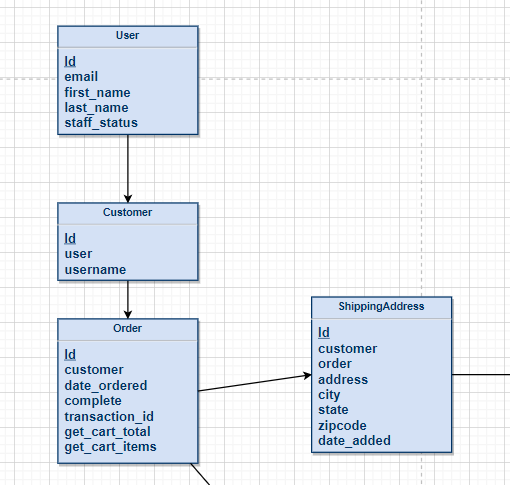 User
Id
email
first_name
last_name
staff_status
Customer
Id
user
username
Order
Id
customer
date_ordered
complete
transaction_id
get_cart_total
get_cart_items
ShippingAddress
Id
customer
order
address
city
state
zipcode
date_added